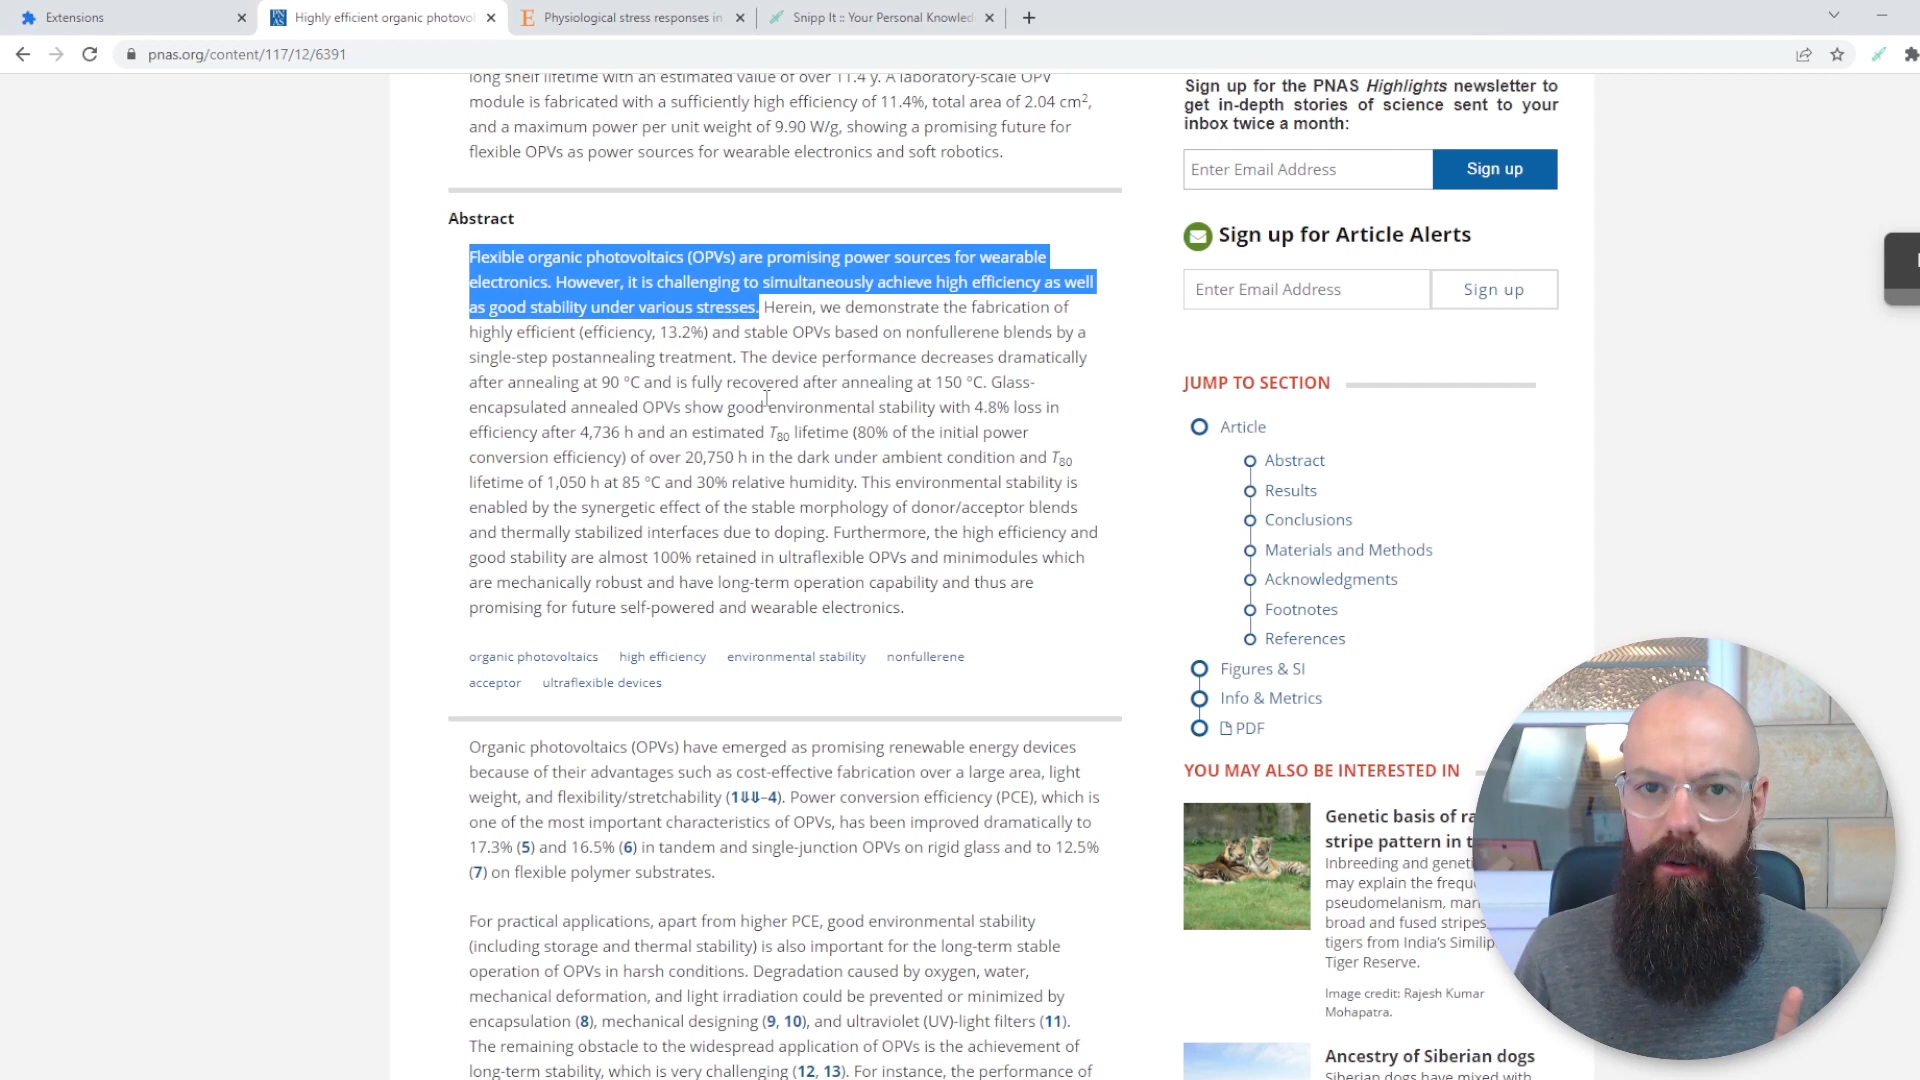 Extensions
Highly efficient organic photovol
Physiological stress responses in
Snipp It :: Your Personal Knowled
pnas.org/content/117/12/6391
long shelf lifetime with an estimated value of over 11.4 y. A laboratory-scale OPV
module is fabricated with a sufficiently high efficiency of 11.4%, total area of 2.04 cm²,
and a maximum power per unit weight of 9.90 W/g, showing a promising future for
flexible OPVs as power sources for wearable electronics and soft robotics.
Abstract
Flexible organic photovoltaics (OPVs) are promising power sources for wearable
electronics. However, it is challenging to simultaneously achieve high efficiency as well
as good stability under various stresses. Herein, we demonstrate the fabrication of
highly efficient (efficiency, 13.2%) and stable OPVs based on nonfullerene blends by a
single-step postannealing treatment. The device performance decreases dramatically
after annealing at 90 °C and is fully recovered after annealing at 150 °C. Glass-
encapsulated annealed OPVs show good environmental stability with 4.8% loss in
efficiency after 4,736 h and an estimated T80 lifetime (80% of the initial power
conversion efficiency) of over 20,750 h in the dark under ambient condition and T80
lifetime of 1,050 h at 85 °C and 30% relative humidity. This environmental stability is
enabled by the synergetic effect of the stable morphology of donor/acceptor blends
and thermally stabilized interfaces due to doping. Furthermore, the high efficiency and
good stability are almost 100% retained in ultraflexible OPVs and minimodules which
are mechanically robust and have long-term operation capability and thus are
promising for future self-powered and wearable electronics.
organic photovoltaics high efficiency environmental stability nonfullerene
acceptor ultraflexible devices
Organic photovoltaics (OPVs) have emerged as promising renewable energy devices
because of their advantages such as cost-effective fabrication over a large area, light
weight, and flexibility/stretchability (1⇓⇓–4). Power conversion efficiency (PCE), which is
one of the most important characteristics of OPVs, has been improved dramatically to
17.3% (5) and 16.5% (6) in tandem and single-junction OPVs on rigid glass and to 12.5%
(7) on flexible polymer substrates.
For practical applications, apart from higher PCE, good environmental stability
(including storage and thermal stability) is also important for the long-term stable
operation of OPVs in harsh conditions. Degradation caused by oxygen, water,
mechanical deformation, and light irradiation could be prevented or minimized by
encapsulation (8), mechanical designing (9, 10), and ultraviolet (UV)-light filters (11).
The remaining obstacle to the widespread application of OPVs is the achievement of
long-term stability, which is very challenging (12, 13). For instance, the performance of
Sign up for the PNAS Highlights newsletter to
get in-depth stories of science sent to your
inbox twice a month:
Enter Email Address
Sign up
Sign up for Article Alerts
Enter Email Address
Sign up
JUMP TO SECTION
Article
Abstract
Results
Conclusions
Materials and Methods
Acknowledgments
Footnotes
References
Figures & SI
Info & Metrics
PDF
YOU MAY ALSO BE INTERESTED IN
Genetic basis of ra
stripe pattern in t
Inbreeding and geneti
may explain the frequ
pseudomelanism, mar
broad and fused stripes
tigers from India's Similip
Tiger Reserve.
Image credit: Rajesh Kumar
Mohapatra.
Ancestry of Siberian dogs
Siberian dogs have mixed with